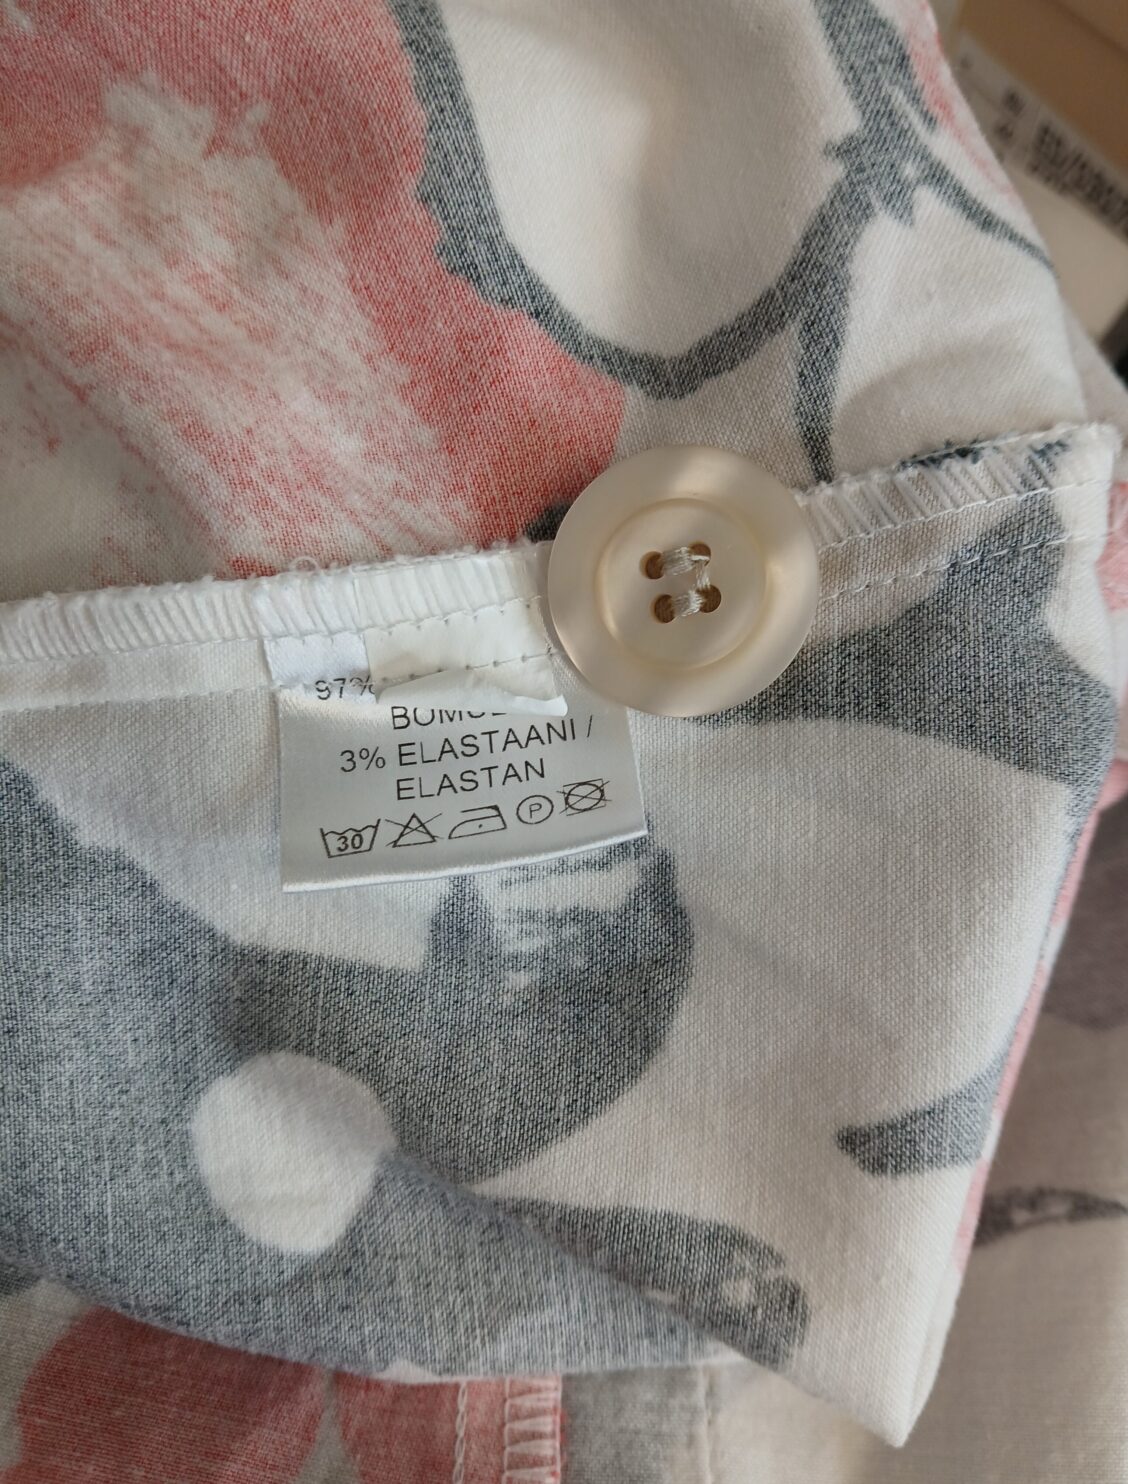 97%
3% ELASTAANI /
ELASTAN
30 P